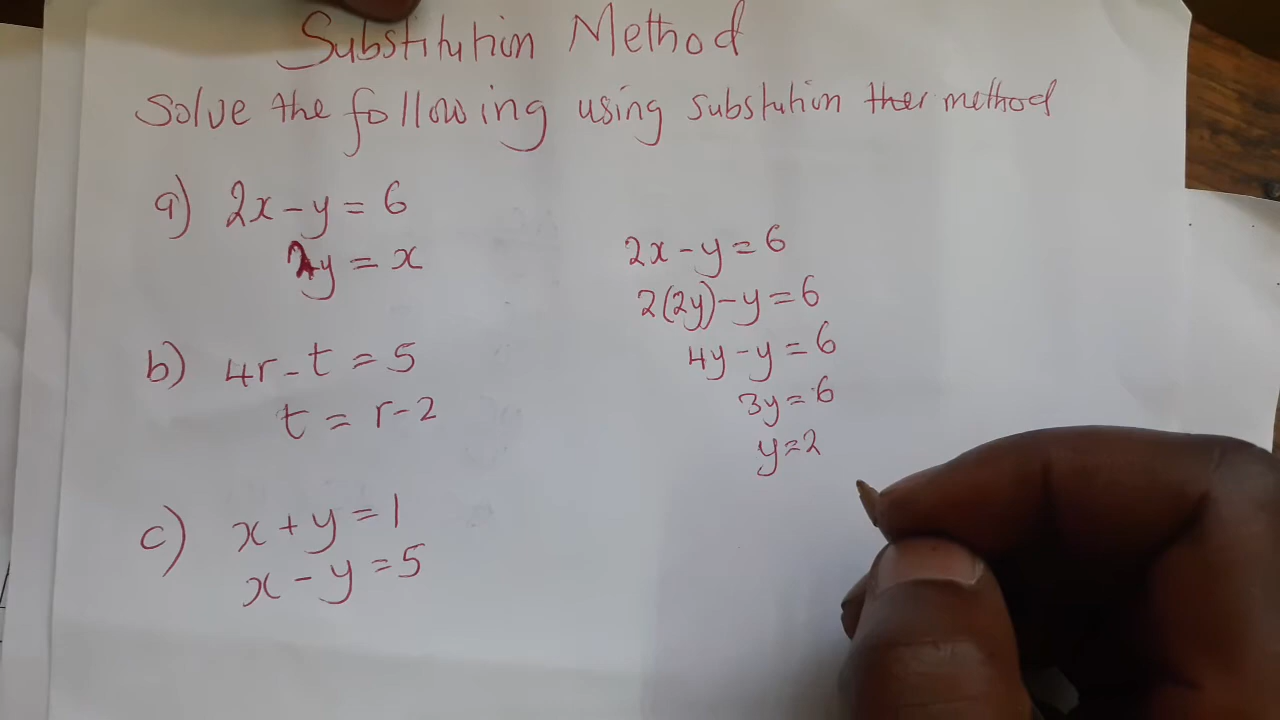 Substitution Method
Solve the following using substution ther method
a) 2x - y = 6
2y = x
b) 4r - t = 5
t = r - 2
c) x + y = 1
x - y = 5
2x - y = 6
2(2y) - y = 6
4y - y = 6
3y = 6
y = 2